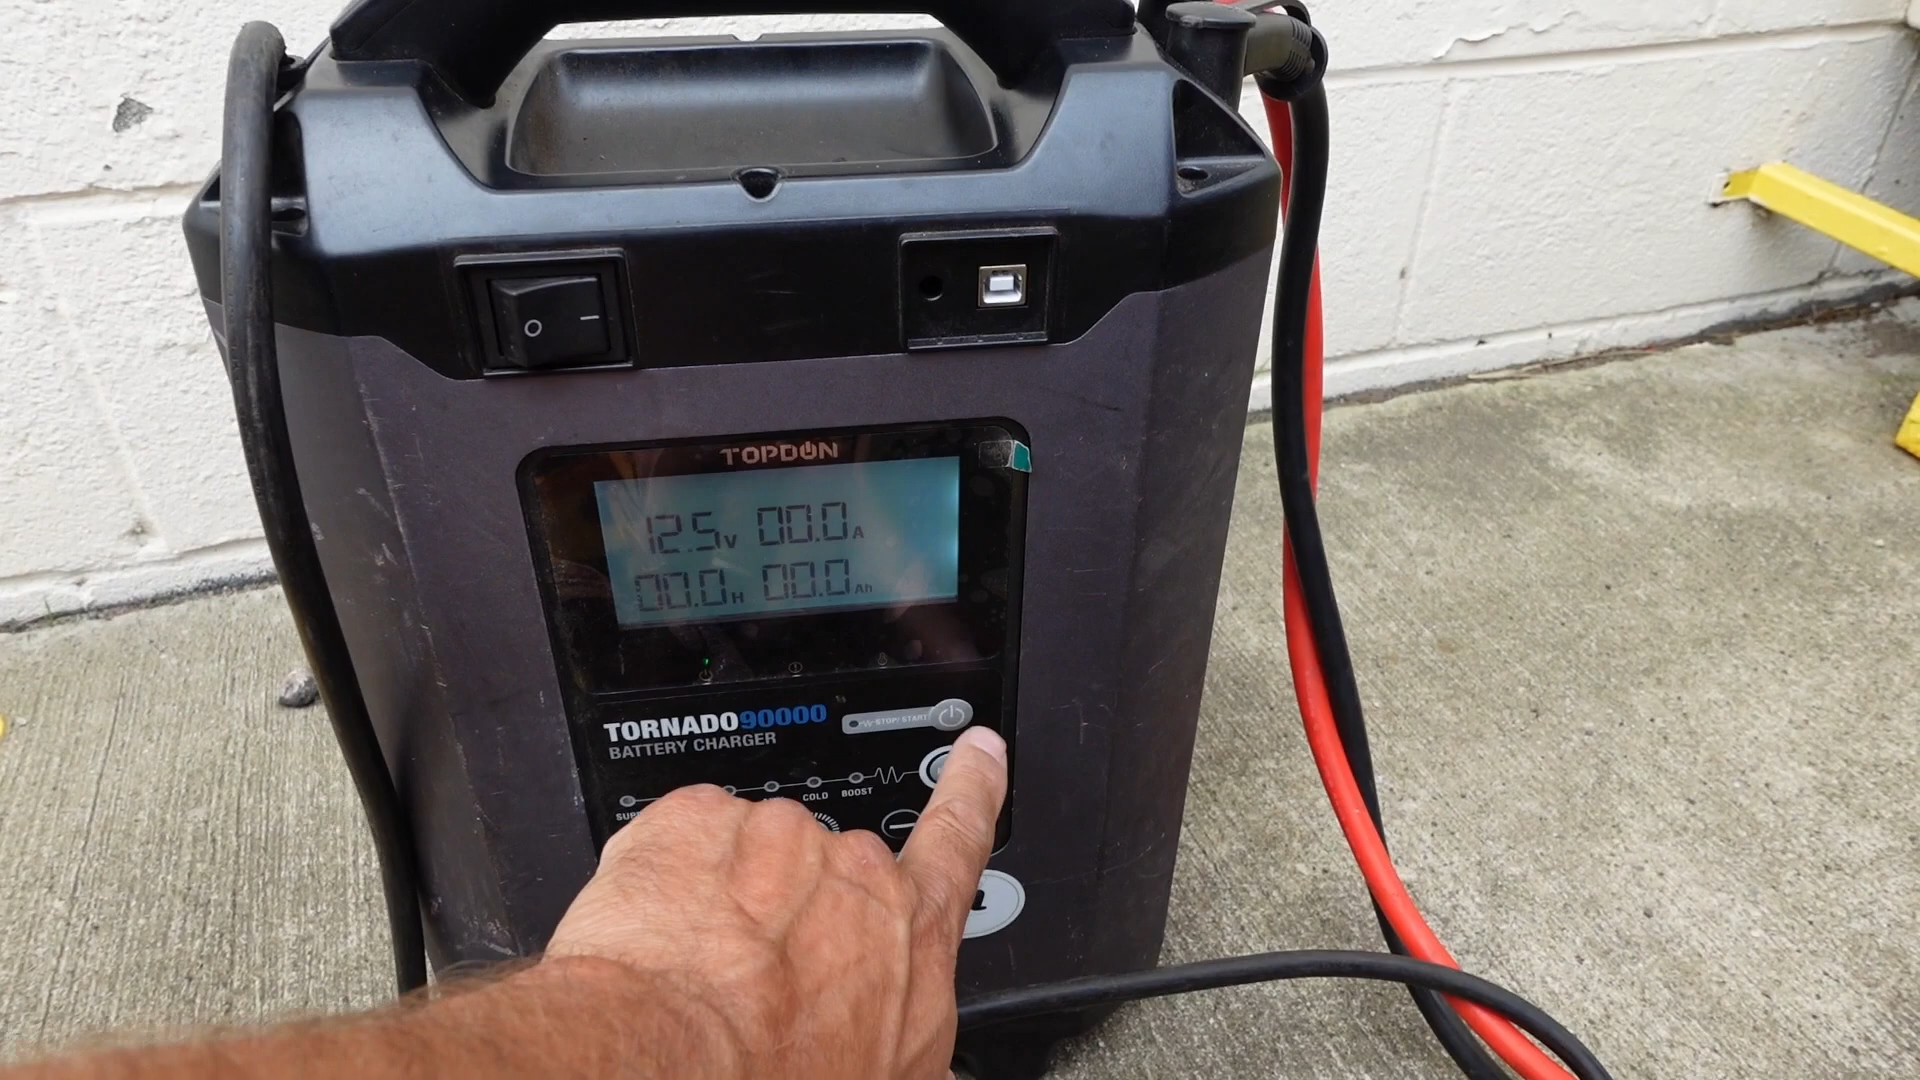 TOPDON
12.5V 00.0A
00.0H 00.0Ah
TORNADO90000
BATTERY CHARGER
STOP/START
COLD BOOST